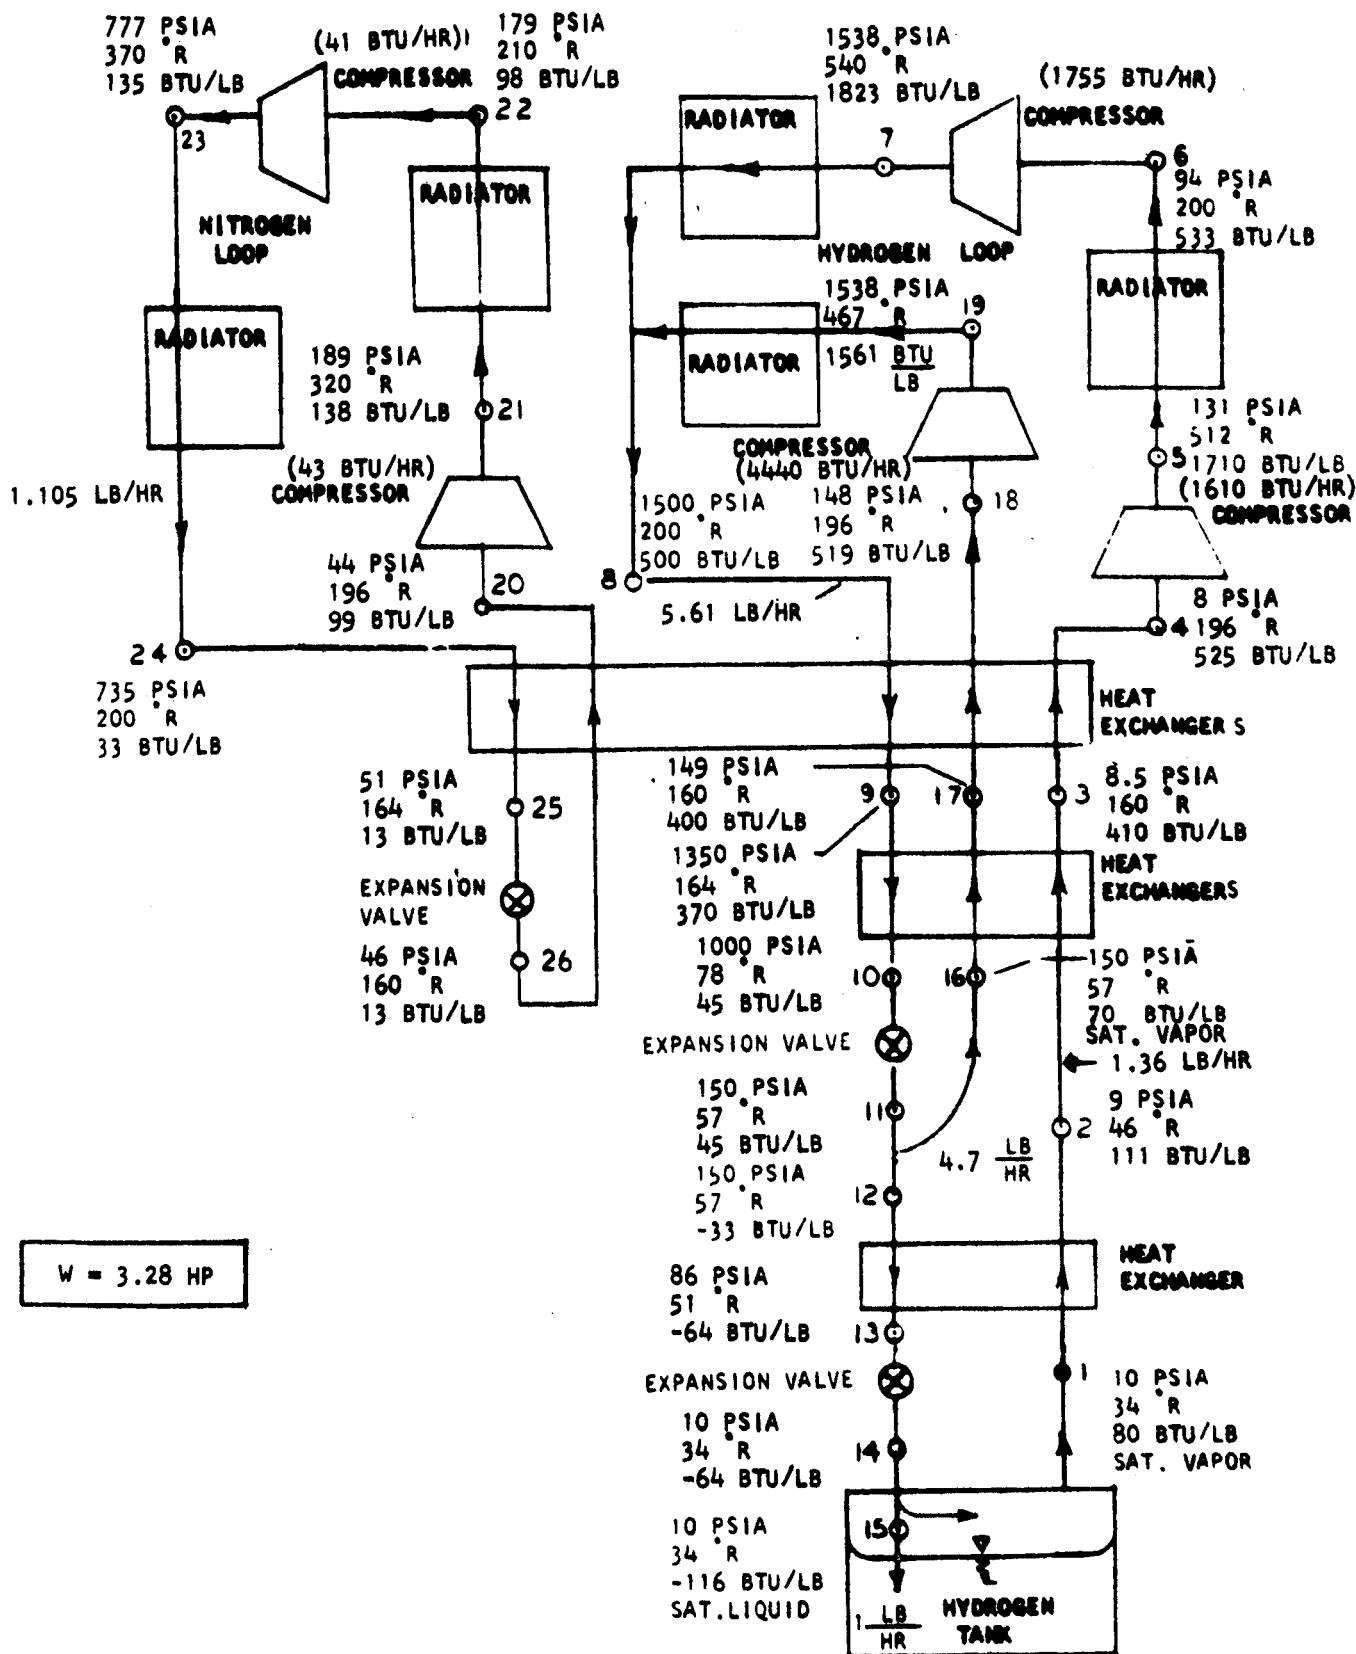 777 PSIA
370 °R
135 BTU/LB
23
(41 BTU/HR)
COMPRESSOR
179 PSIA
210 °R
98 BTU/LB
22
NITROGEN
LOOP
RADIATOR
RADIATOR
189 PSIA
320 °R
138 BTU/LB
21
(43 BTU/HR)
COMPRESSOR
1.105 LB/HR
44 PSIA
196 °R
99 BTU/LB
20
24
735 PSIA
200 °R
33 BTU/LB
51 PSIA
164 °R
13 BTU/LB
25
EXPANSION
VALVE
46 PSIA
160 °R
13 BTU/LB
26
W = 3.28 HP
1538 PSIA
540 °R
1823 BTU/LB
7
RADIATOR
(1755 BTU/HR)
COMPRESSOR
6
94 PSIA
200 °R
533 BTU/LB
HYDROGEN LOOP
RADIATOR
1538 PSIA
467 °R
1561 BTU
LB
19
RADIATOR
131 PSIA
512 °R
5
1710 BTU/LB
(1610 BTU/HR)
COMPRESSOR
COMPRESSOR
(4440 BTU/HR)
148 PSIA
196 °R
519 BTU/LB
18
1500 PSIA
200 °R
500 BTU/LB
8
5.61 LB/HR
8 PSIA
4
196 °R
525 BTU/LB
HEAT
EXCHANGERS
149 PSIA
160 °R
400 BTU/LB
9
17
3
8.5 PSIA
160 °R
410 BTU/LB
1350 PSIA
164 °R
370 BTU/LB
HEAT
EXCHANGERS
1000 PSIA
78 °R
45 BTU/LB
10
16
150 PSIA
57 °R
70 BTU/LB
SAT. VAPOR
1.36 LB/HR
EXPANSION VALVE
150 PSIA
57 °R
45 BTU/LB
11
2
9 PSIA
46 °R
111 BTU/LB
4.7 LB
HR
150 PSIA
57 °R
-33 BTU/LB
12
HEAT
EXCHANGER
86 PSIA
51 °R
-64 BTU/LB
13
EXPANSION VALVE
1
10 PSIA
34 °R
80 BTU/LB
SAT. VAPOR
10 PSIA
34 °R
-64 BTU/LB
14
10 PSIA
34 °R
-116 BTU/LB
SAT.LIQUID
15
1 LB
HR
HYDROGEN
TANK